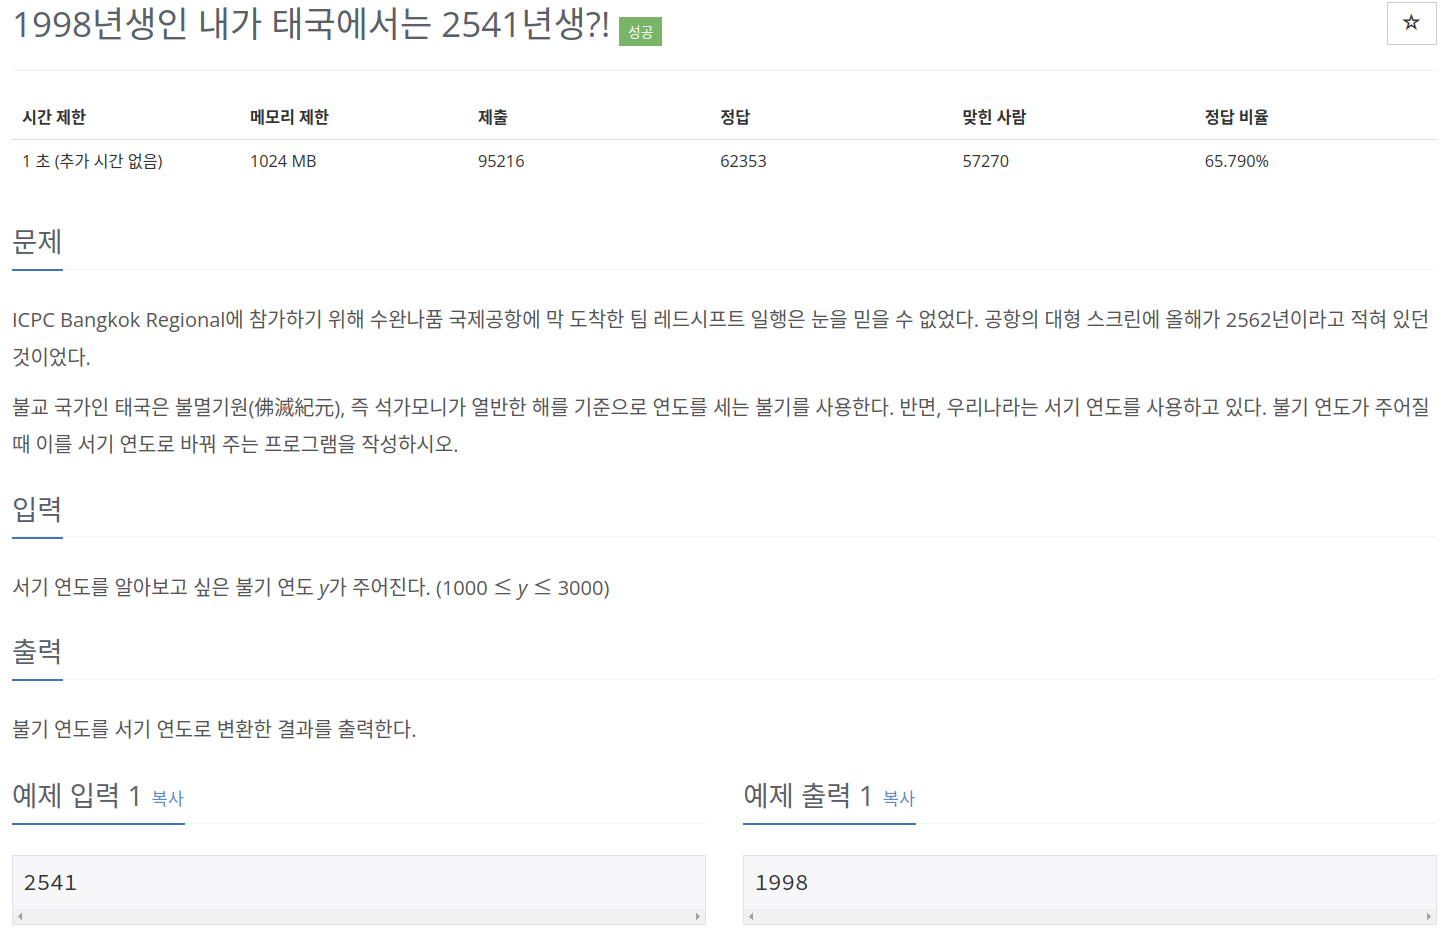 1998년생인 내가 태국에서는 2541년생?! 성공
☆
시간 제한 메모리 제한 제출 정답 맞힌 사람 정답 비율
1 초 (추가 시간 없음) 1024 MB 95216 62353 57270 65.790%
문제
ICPC Bangkok Regional에 참가하기 위해 수완나품 국제공항에 막 도착한 팀 레드시프트 일행은 눈을 믿을 수 없었다. 공항의 대형 스크린에 올해가 2562년이라고 적혀 있던
것이었다.
불교 국가인 태국은 불멸기원(佛滅紀元), 즉 석가모니가 열반한 해를 기준으로 연도를 세는 불기를 사용한다. 반면, 우리나라는 서기 연도를 사용하고 있다. 불기 연도가 주어질
때 이를 서기 연도로 바꿔 주는 프로그램을 작성하시오.
입력
서기 연도를 알아보고 싶은 불기 연도 y가 주어진다. (1000 ≤ y ≤ 3000)
출력
불기 연도를 서기 연도로 변환한 결과를 출력한다.
예제 입력 1 복사
2541
예제 출력 1 복사
1998